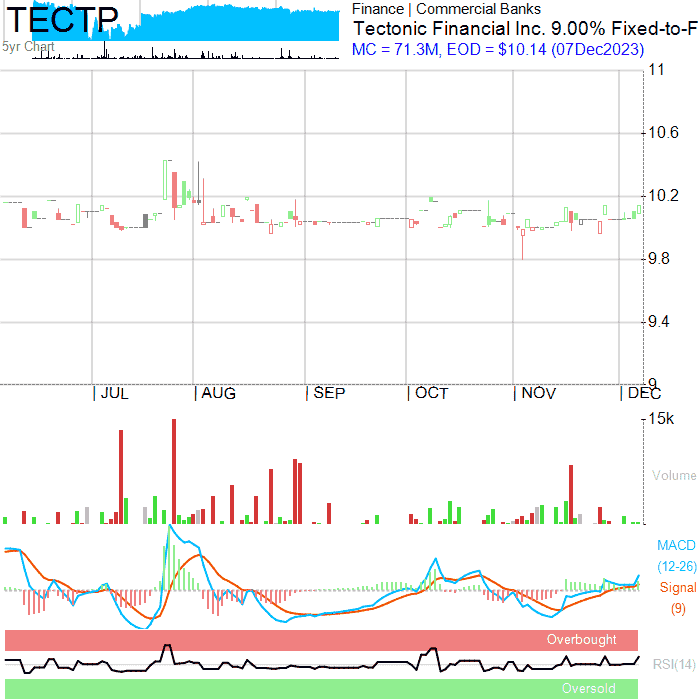 TECTP
5yr Chart
Finance | Commercial Banks
Tectonic Financial Inc. 9.00% Fixed-to-F
MC = 71.3M, EOD = $10.14 (07Dec2023)
11
10.6
10.2
9.8
9.4
9
JUL AUG SEP OCT NOV DEC
15k
Volume
MACD
(12-26)
Signal
(9)
Overbought
RSI(14)
Oversold